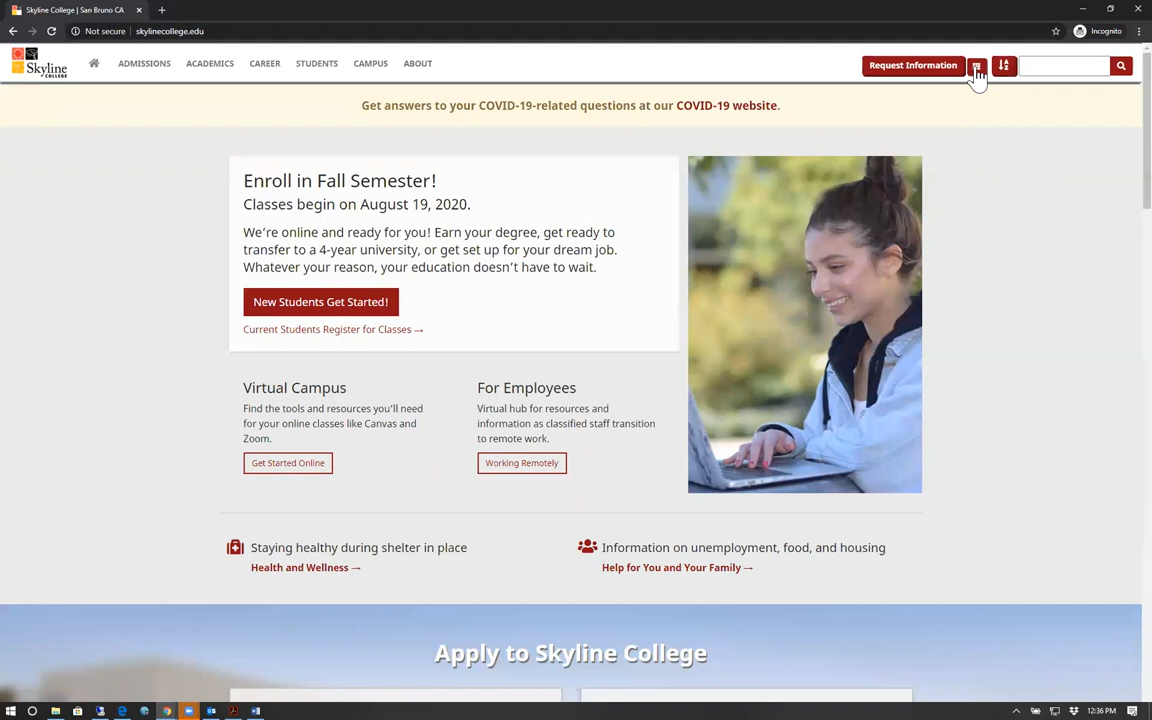 Skyline College | San Bruno CA
Incognito
Not secure | skylinecollege.edu
Skyline
COLLEGE
ADMISSIONS
ACADEMICS
CAREER
STUDENTS
CAMPUS
ABOUT
Request Information
Get answers to your COVID-19-related questions at our COVID-19 website.
Enroll in Fall Semester!
Classes begin on August 19, 2020.
We're online and ready for you! Earn your degree, get ready to
transfer to a 4-year university, or get set up for your dream job.
Whatever your reason, your education doesn't have to wait.
New Students Get Started!
Current Students Register for Classes →
Virtual Campus
Find the tools and resources you'll need
for your online classes like Canvas and
Zoom.
Get Started Online
For Employees
Virtual hub for resources and
information as classified staff transition
to remote work.
Working Remotely
Staying healthy during shelter in place
Health and Wellness →
Information on unemployment, food, and housing
Help for You and Your Family →
Apply to Skyline College
12:36 PM